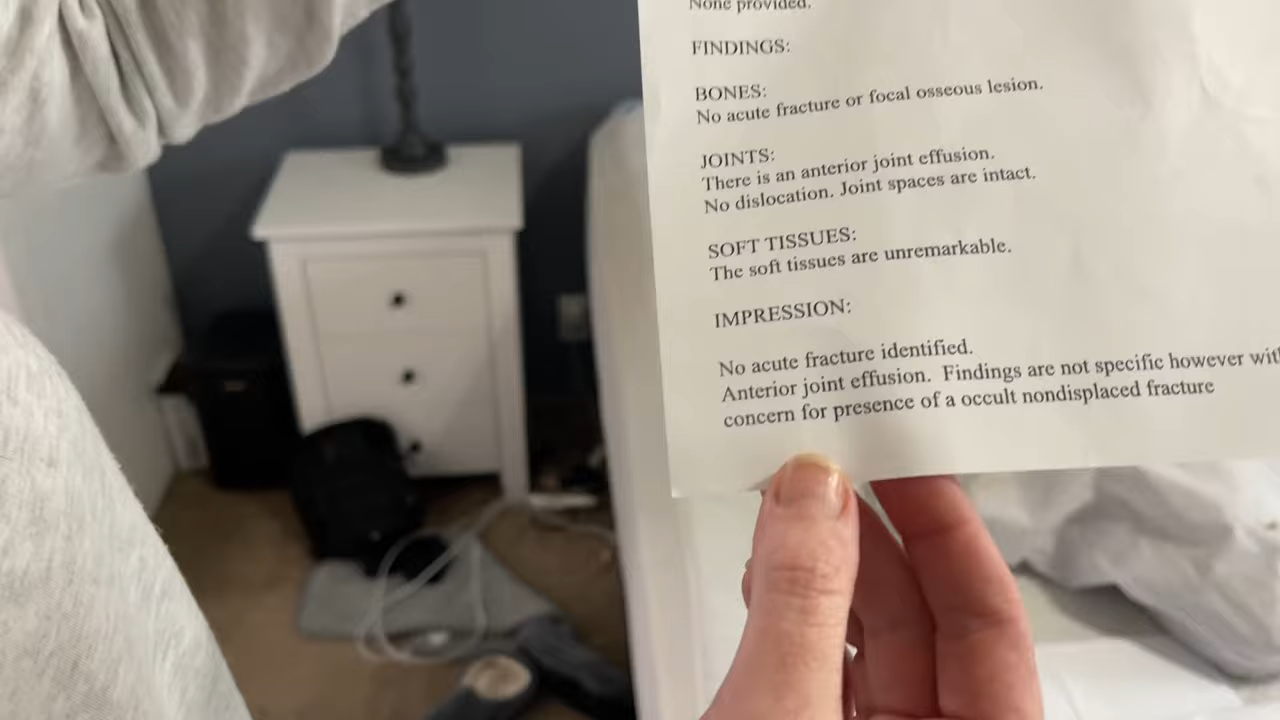 None provided.
FINDINGS:
BONES:
No acute fracture or focal osseous lesion.
JOINTS:
There is an anterior joint effusion.
No dislocation. Joint spaces are intact.
SOFT TISSUES:
The soft tissues are unremarkable.
IMPRESSION:
No acute fracture identified.
Anterior joint effusion. Findings are not specific however
concern for presence of a occult nondisplaced fracture